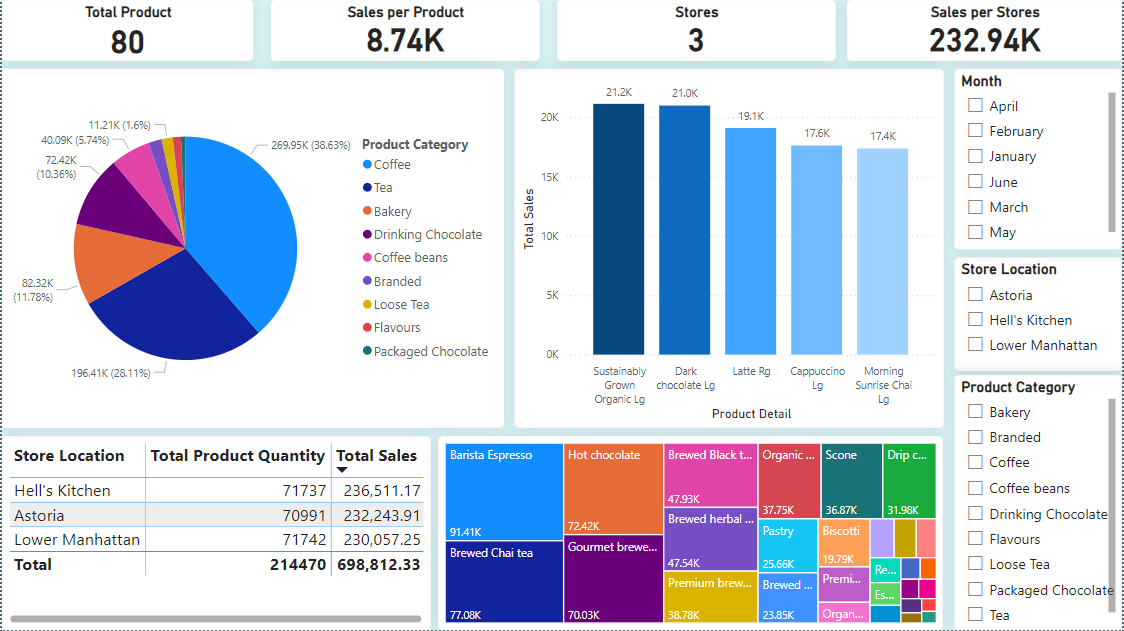 Total Product
80
Sales per Product
8.74K
Stores
3
Sales per Stores
232.94K
11.21K (1.6%)
40.09K (5.74%)
72.42K
(10.36%)
82.32K
(11.78%)
196.41K (28.11%)
269.95K (38.63%)
Product Category
Coffee
Tea
Bakery
Drinking Chocolate
Coffee beans
Branded
Loose Tea
Flavours
Packaged Chocolate
Total Sales
20K
15K
10K
5K
0K
21.2K
21.0K
19.1K
17.6K
17.4K
Sustainably
Grown
Organic Lg
Dark
chocolate Lg
Latte Rg
Cappuccino
Lg
Morning
Sunrise Chai
Lg
Product Detail
Month
April
February
January
June
March
May
Store Location
Astoria
Hell's Kitchen
Lower Manhattan
Product Category
Bakery
Branded
Coffee
Coffee beans
Drinking Chocolate
Flavours
Loose Tea
Packaged Chocolate
Tea
Store Location Total Product Quantity Total Sales
Hell's Kitchen 71737 236,511.17
Astoria 70991 232,243.91
Lower Manhattan 71742 230,057.25
Total 214470 698,812.33
Barista Espresso
91.41K
Brewed Chai tea
77.08K
Hot chocolate
72.42K
Gourmet brewe...
70.03K
Brewed Black t...
47.93K
Brewed herbal ...
47.54K
Premium brew...
38.78K
Organic ...
37.75K
Pastry
25.66K
Brewed ...
23.85K
Scone
36.87K
Biscotti
19.79K
Premi...
Organ...
Drip c...
31.98K
Re...
Es...